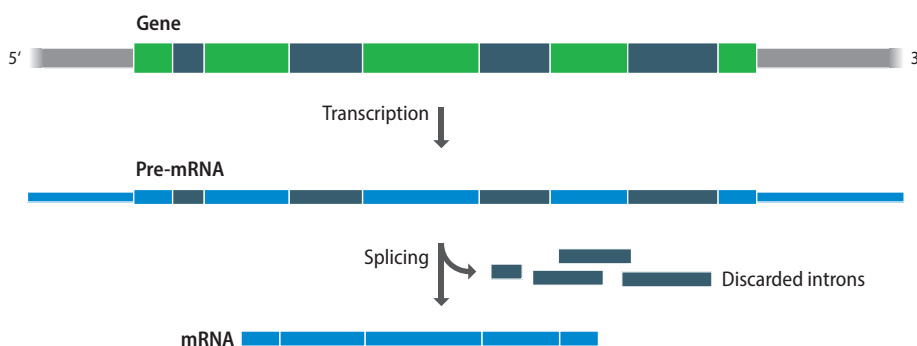 Gene
5‘
3
Transcription
Pre-mRNA
Splicing
Discarded introns
mRNA